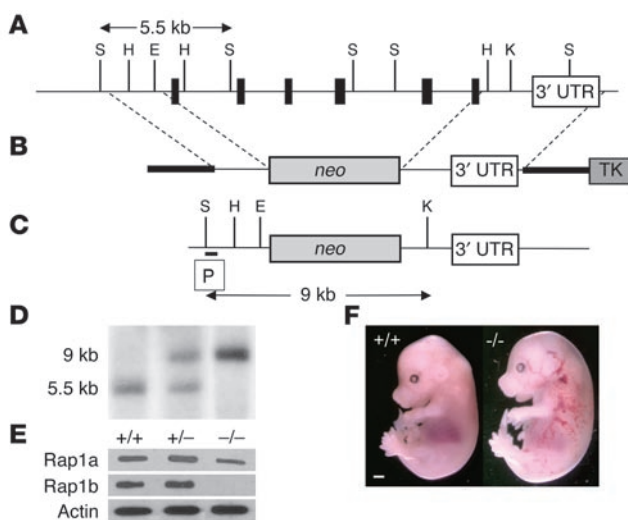 5.5 kb
A
S H E H S S S H K S
3′ UTR
B
neo 3′ UTR TK
C
S H E K
neo 3′ UTR
P
9 kb
D
9 kb
5.5 kb
E
+/+ +/– –/–
Rap1a
Rap1b
Actin
F
+/+ -/-